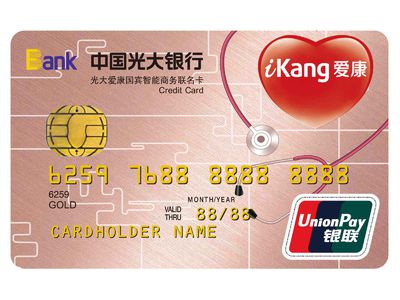 Bank 中国光大银行
光大爱康国宾智能商务联名卡
Credit Card
iKang 爱康
6259 7688 8888 8888
6259
GOLD
MONTH/YEAR
VALID THRU 88/88
CARDHOLDER NAME
UnionPay
银联